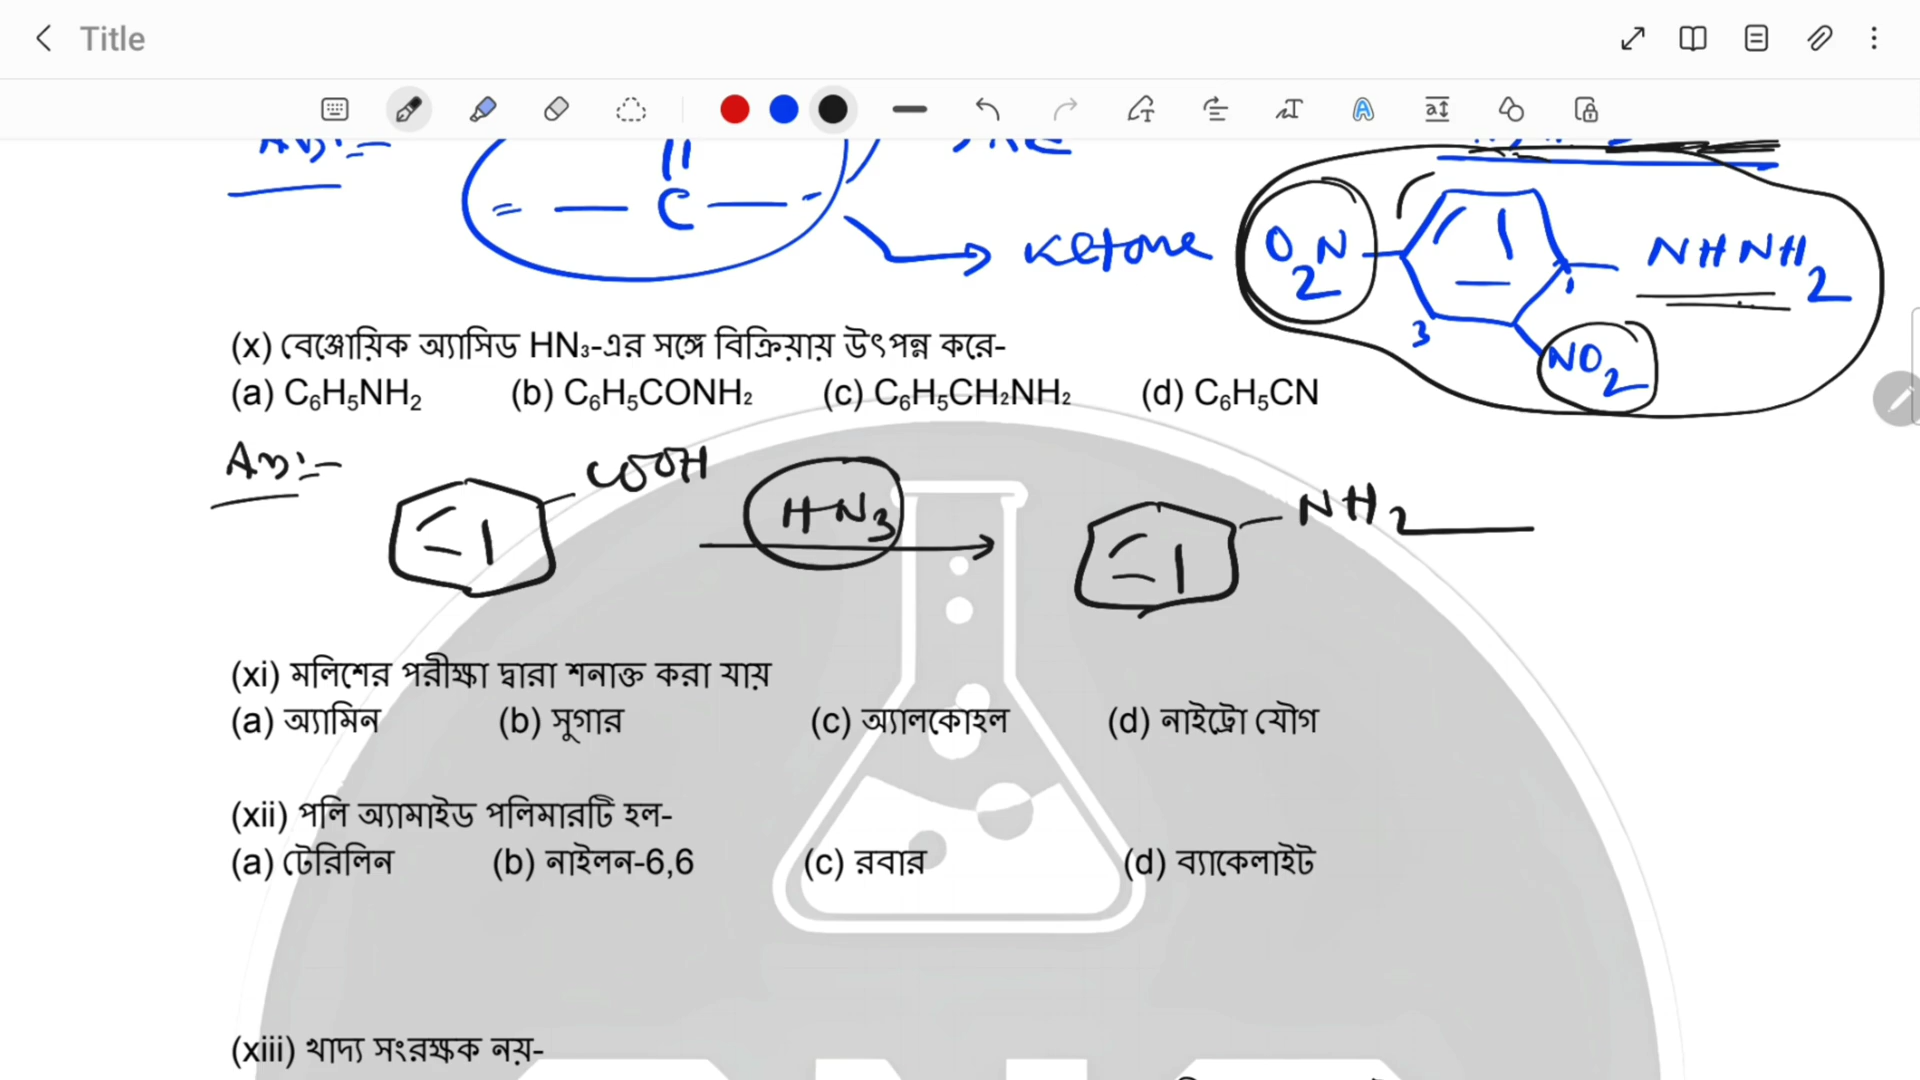 Title
Ans:-
= — C —
Ketone
O2N
NHNH2
1
3
NO2
(x) বেঞ্জোয়িক অ্যাসিড HN₃-এর সঙ্গে বিক্রিয়ায় উৎপন্ন করে-
(a) C₆H₅NH₂ (b) C₆H₅CONH₂ (c) C₆H₅CH₂NH₂ (d) C₆H₅CN
Ans:-
COOH
HN3
NH2
(xi) মলিশের পরীক্ষা দ্বারা শনাক্ত করা যায়
(a) অ্যামিন (b) সুগার (c) অ্যালকোহল (d) নাইট্রো যৌগ
(xii) পলি অ্যামাইড পলিমারটি হল-
(a) টেরিলিন (b) নাইলন-6,6 (c) রবার (d) ব্যাকেলাইট
(xiii) খাদ্য সংরক্ষক নয়-